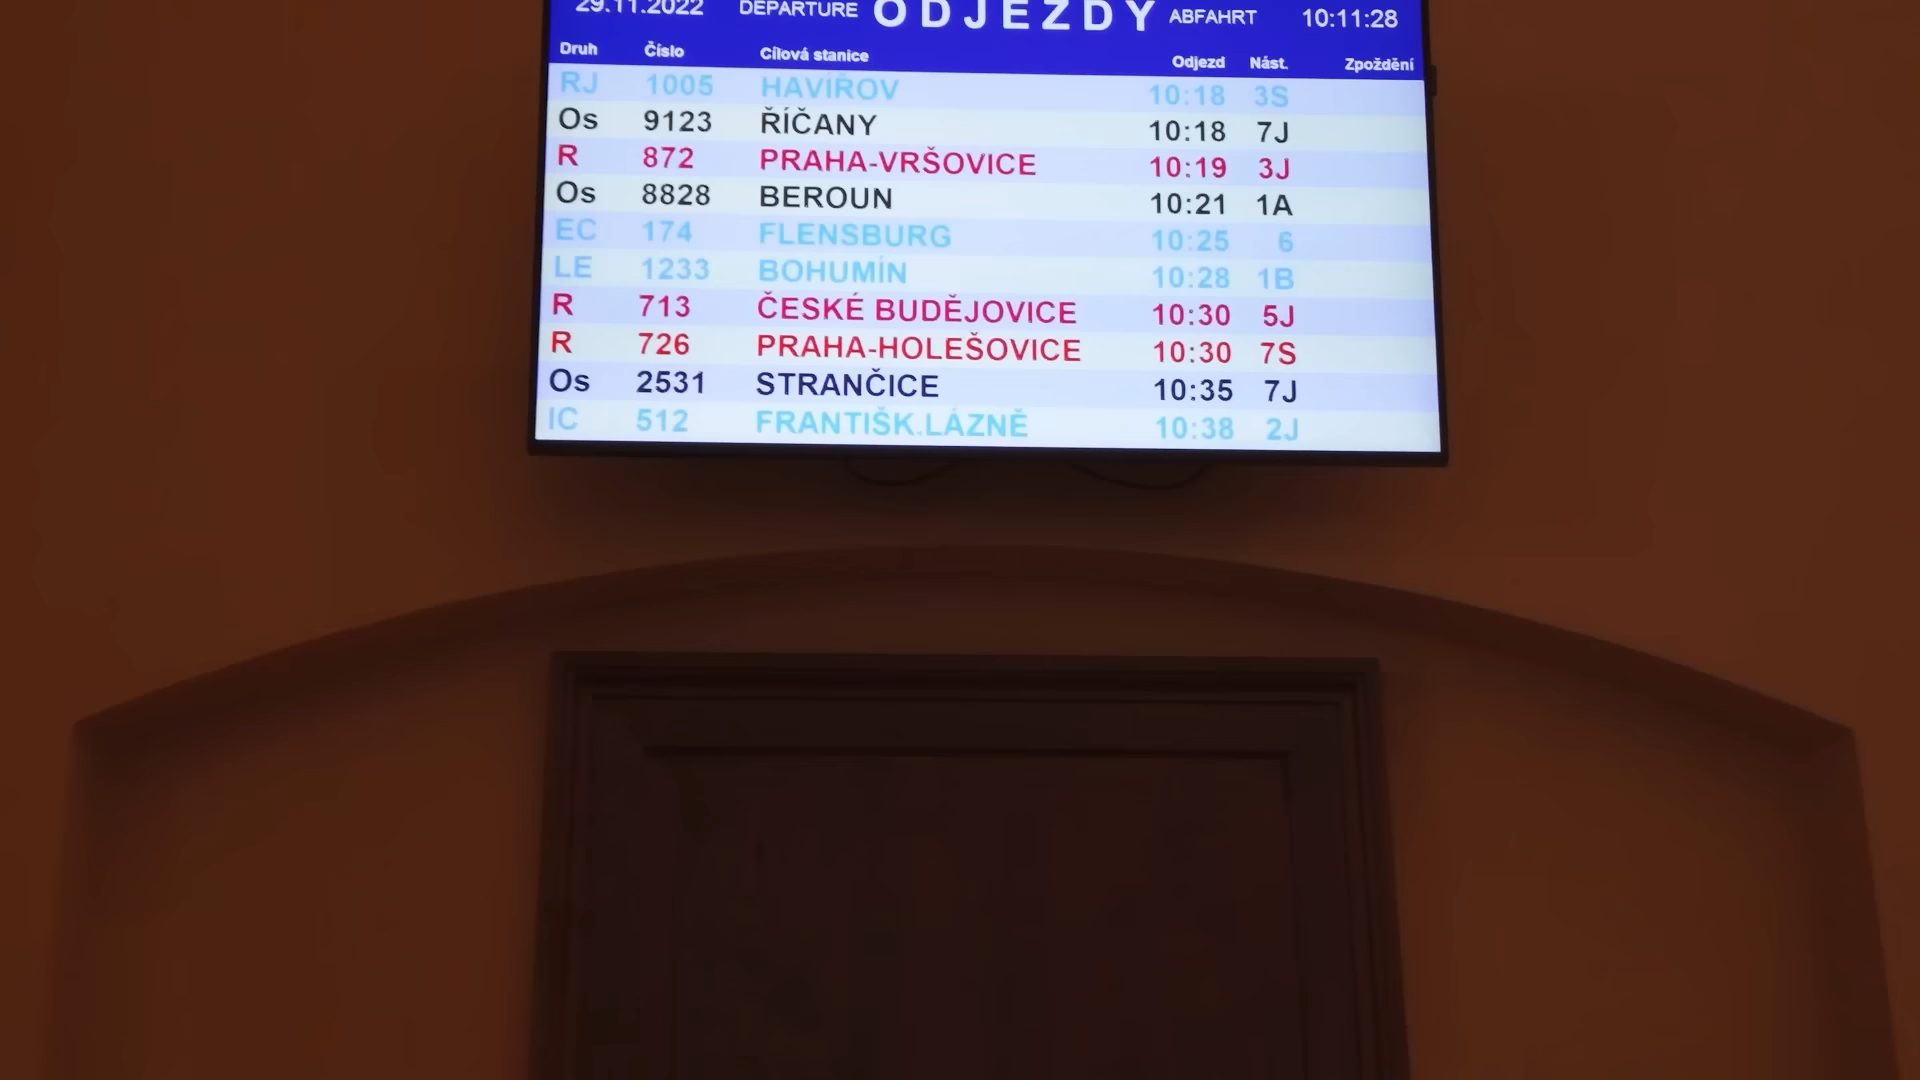 29.11.2022 DEPARTURE ODJEZDY ABFAHRT 10:11:28
Druh Číslo Cílová stanice Odjezd Nást. Zpoždění
RJ 1005 HAVÍŘOV 10:18 3S
Os 9123 ŘÍČANY 10:18 7J
R 872 PRAHA-VRŠOVICE 10:19 3J
Os 8828 BEROUN 10:21 1A
EC 174 FLENSBURG 10:25 6
LE 1233 BOHUMÍN 10:28 1B
R 713 ČESKÉ BUDĚJOVICE 10:30 5J
R 726 PRAHA-HOLEŠOVICE 10:30 7S
Os 2531 STRANČICE 10:35 7J
IC 512 FRANTIŠK.LÁZNĚ 10:38 2J